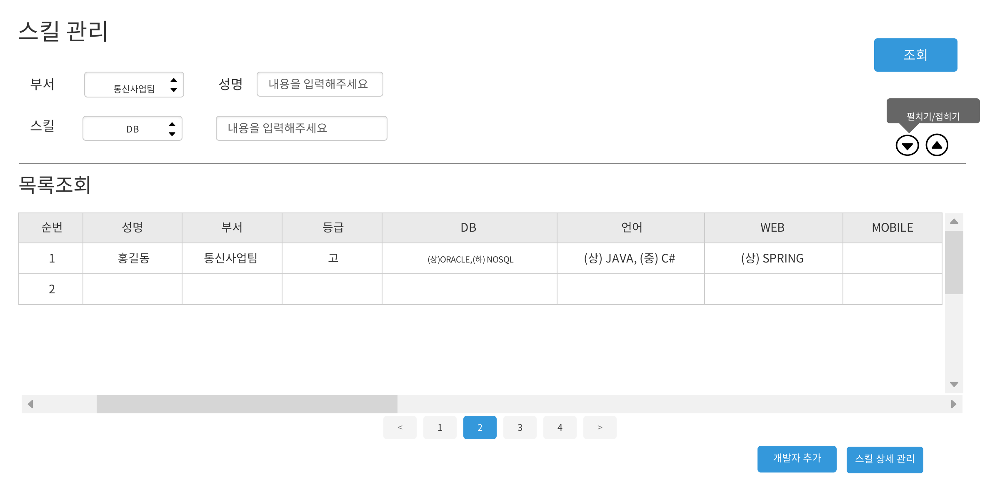 스킬 관리
조회
부서 통신사업팀 성명 내용을 입력해주세요
스킬 DB 내용을 입력해주세요
펼치기/접히기
목록조회
순번 성명 부서 등급 DB 언어 WEB MOBILE
1 홍길동 통신사업팀 고 (상)ORACLE,(하) NOSQL (상) JAVA, (중) C# (상) SPRING
2
< 1 2 3 4 >
개발자 추가 스킬 상세 관리